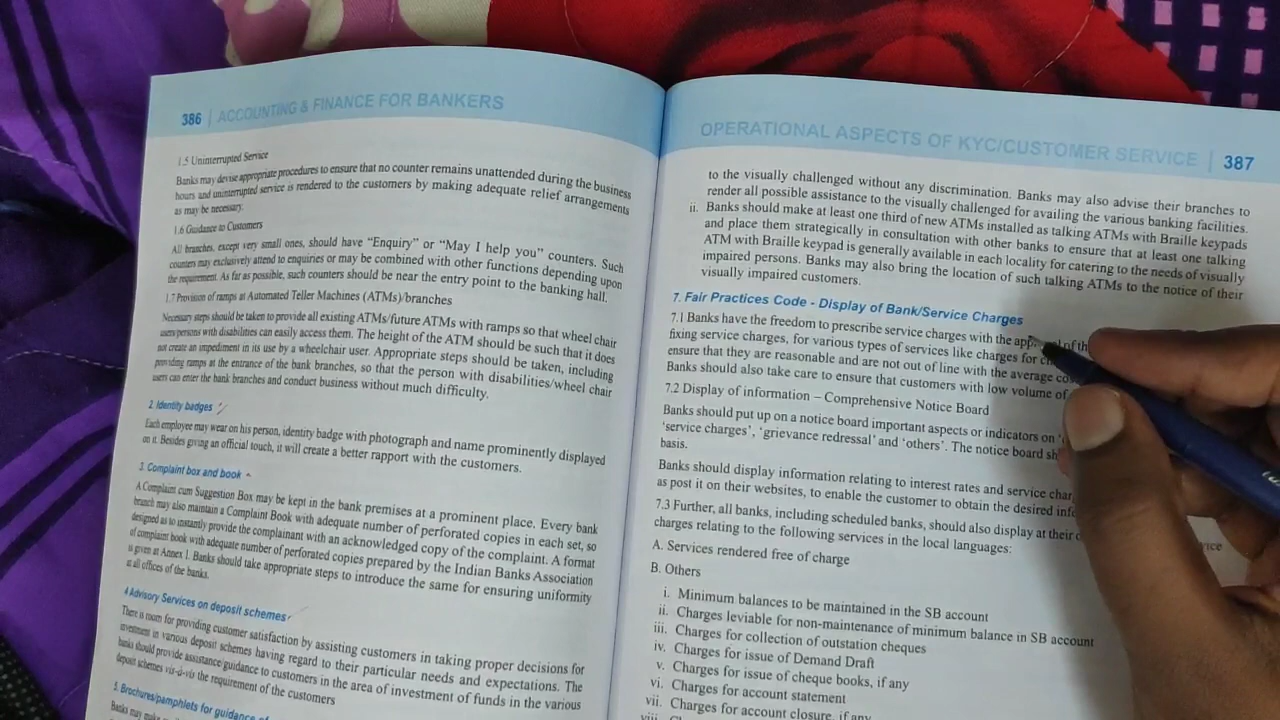 386 | ACCOUNTING & FINANCE FOR BANKERS
1.5 Uninterrupted Service
Banks may devise appropriate procedures to ensure that no counter remains unattended during the business
hours and uninterrupted service is rendered to the customers by making adequate relief arrangements
as may be necessary.
1.6 Guidance to Customers
All branches, except very small ones, should have “Enquiry” or “May I help you” counters. Such
counters may exclusively attend to enquiries or may be combined with other functions depending upon
the requirement. As far as possible, such counters should be near the entry point to the banking hall.
1.7 Provision of ramps at Automated Teller Machines (ATMs)/branches
Necessary steps should be taken to provide all existing ATMs/future ATMs with ramps so that wheel chair
users/persons with disabilities can easily access them. The height of the ATM should be such that it does
not create an impediment in its use by a wheelchair user. Appropriate steps should be taken, including
providing ramps at the entrance of the bank branches, so that the person with disabilities/wheel chair
users can enter the bank branches and conduct business without much difficulty.
2. Identity badges
Each employee may wear on his person, identity badge with photograph and name prominently displayed
on it. Besides giving an official touch, it will create a better rapport with the customers.
3. Complaint box and book
A Complaint cum Suggestion Box may be kept in the bank premises at a prominent place. Every bank
branch may also maintain a Complaint Book with adequate number of perforated copies in each set, so
designed as to instantly provide the complainant with an acknowledged copy of the complaint. A format
of complaint book with adequate number of perforated copies prepared by the Indian Banks Association
is given at Annex I. Banks should take appropriate steps to introduce the same for ensuring uniformity
at all offices of the banks.
4 Advisory Services on deposit schemes
There is room for providing customer satisfaction by assisting customers in taking proper decisions for
investment in various deposit schemes having regard to their particular needs and expectations. The
banks should provide assistance/guidance to customers in the area of investment of funds in the various
deposit schemes vis-à-vis the requirement of the customers
5. Brochures/pamphlets for guidance of
Banks may make
OPERATIONAL ASPECTS OF KYC/CUSTOMER SERVICE | 387
to the visually challenged without any discrimination. Banks may also advise their branches to
render all possible assistance to the visually challenged for availing the various banking facilities.
ii. Banks should make at least one third of new ATMs installed as talking ATMs with Braille keypads
and place them strategically in consultation with other banks to ensure that at least one talking
ATM with Braille keypad is generally available in each locality for catering to the needs of visually
impaired persons. Banks may also bring the location of such talking ATMs to the notice of their
visually impaired customers.
7. Fair Practices Code - Display of Bank/Service Charges
7.1 Banks have the freedom to prescribe service charges with the of
fixing service charges, for various types of services like charges for
ensure that they are reasonable and are not out of line with the average
Banks should also take care to ensure that customers with low volume of
7.2 Display of information – Comprehensive Notice Board
Banks should put up on a notice board important aspects or indicators on
‘service charges’, ‘grievance redressal’ and ‘others’. The notice board
basis.
Banks should display information relating to interest rates and service
as post it on their websites, to enable the customer to obtain the desired
7.3 Further, all banks, including scheduled banks, should also display at their
charges relating to the following services in the local languages:
A. Services rendered free of charge
B. Others
i. Minimum balances to be maintained in the SB account
ii. Charges leviable for non-maintenance of minimum balance in SB account
iii. Charges for collection of outstation cheques
iv. Charges for issue of Demand Draft
v. Charges for issue of cheque books, if any
vi. Charges for account statement
vii. Charges for account closure, if any
viii.